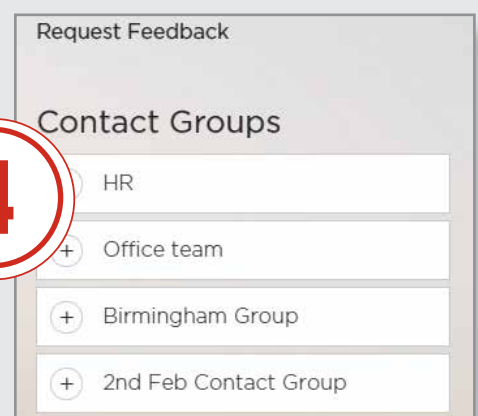 Request Feedback
Contact Groups
4
HR
+ Office team
+ Birmingham Group
+ 2nd Feb Contact Group